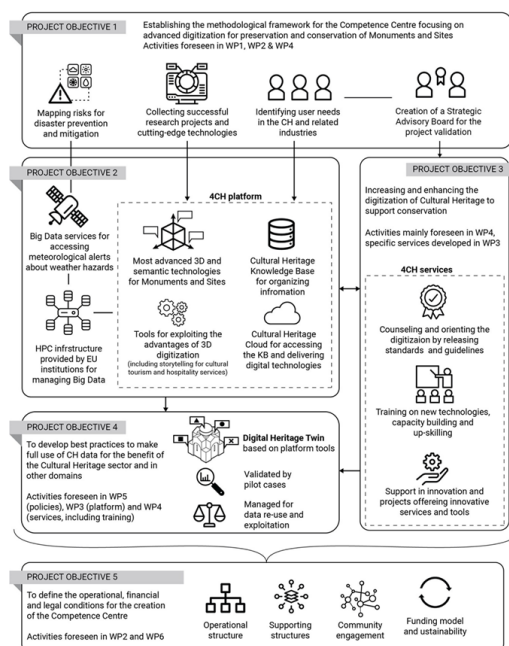 PROJECT OBJECTIVE 1
Establishing the methodological framework for the Competence Centre focusing on
advanced digitization for preservation and conservation of Monuments and Sites
Activities foreseen in WP1, WP2 & WP4
Mapping risks for
disaster prevention
and mitigation
Collecting successful
research projects and
cutting-edge technologies
Identifying user needs
in the CH and related
industries
Creation of a Strategic
Advisory Board for the
project validation
PROJECT OBJECTIVE 2
Big Data services for
accessing
meteorological alerts
about weather hazards
HPC infrstructure
provided by EU
institutions for
managing Big Data
4CH platform
Most advanced 3D and
semantic technologies
for Monuments and Sites
Cultural Heritage
Knowledge Base
for organizing
infromation
Tools for exploiting the
advantages of 3D
digitization
(including storytelling for cultural
tourism and hospitality services)
Cultural Heritage
Cloud for accessing
the KB and delivering
digital technologies
PROJECT OBJECTIVE 3
Increasing and enhancing the
digitization of Cultural Heritage to
support conservation
Activities mainly foreseen in WP4,
specific services developed in WP3
4CH services
Counseling and orienting the
digitizaion by releasing
standards and guidelines
Training on new technologies,
capacity building and
up-skilling
Support in innovation and
projects offereing innovative
services and tools
PROJECT OBJECTIVE 4
To develop best practices to make
full use of CH data for the benefit of
the Cultural Heritage sector and in
other domains
Activities foreseen in WP5
(policies), WP3 (platform) and WP4
(services, including training)
Digital Heritage Twin
based on platform tools
Validated by
pilot cases
Managed for
data re-use and
exploitation
PROJECT OBJECTIVE 5
To define the operational, financial
and legal conditions for the creation
of the Competence Centre
Activities foreseen in WP2 and WP6
Operational
structure
Supporting
structures
Community
engagement
Funding model
and ustainability